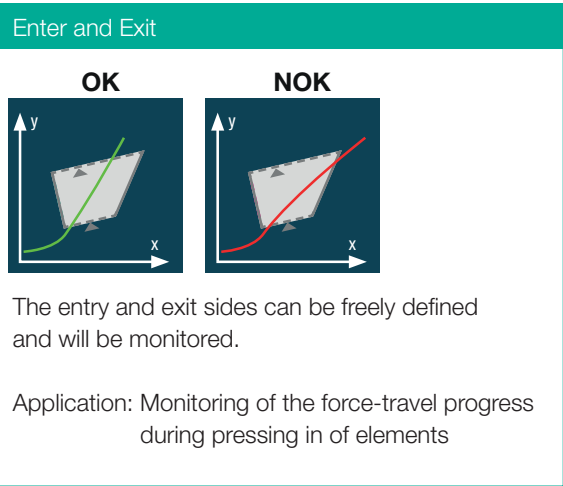 Enter and Exit
OK
NOK
y
x
y
x
The entry and exit sides can be freely defined
and will be monitored.
Application: Monitoring of the force-travel progress
during pressing in of elements